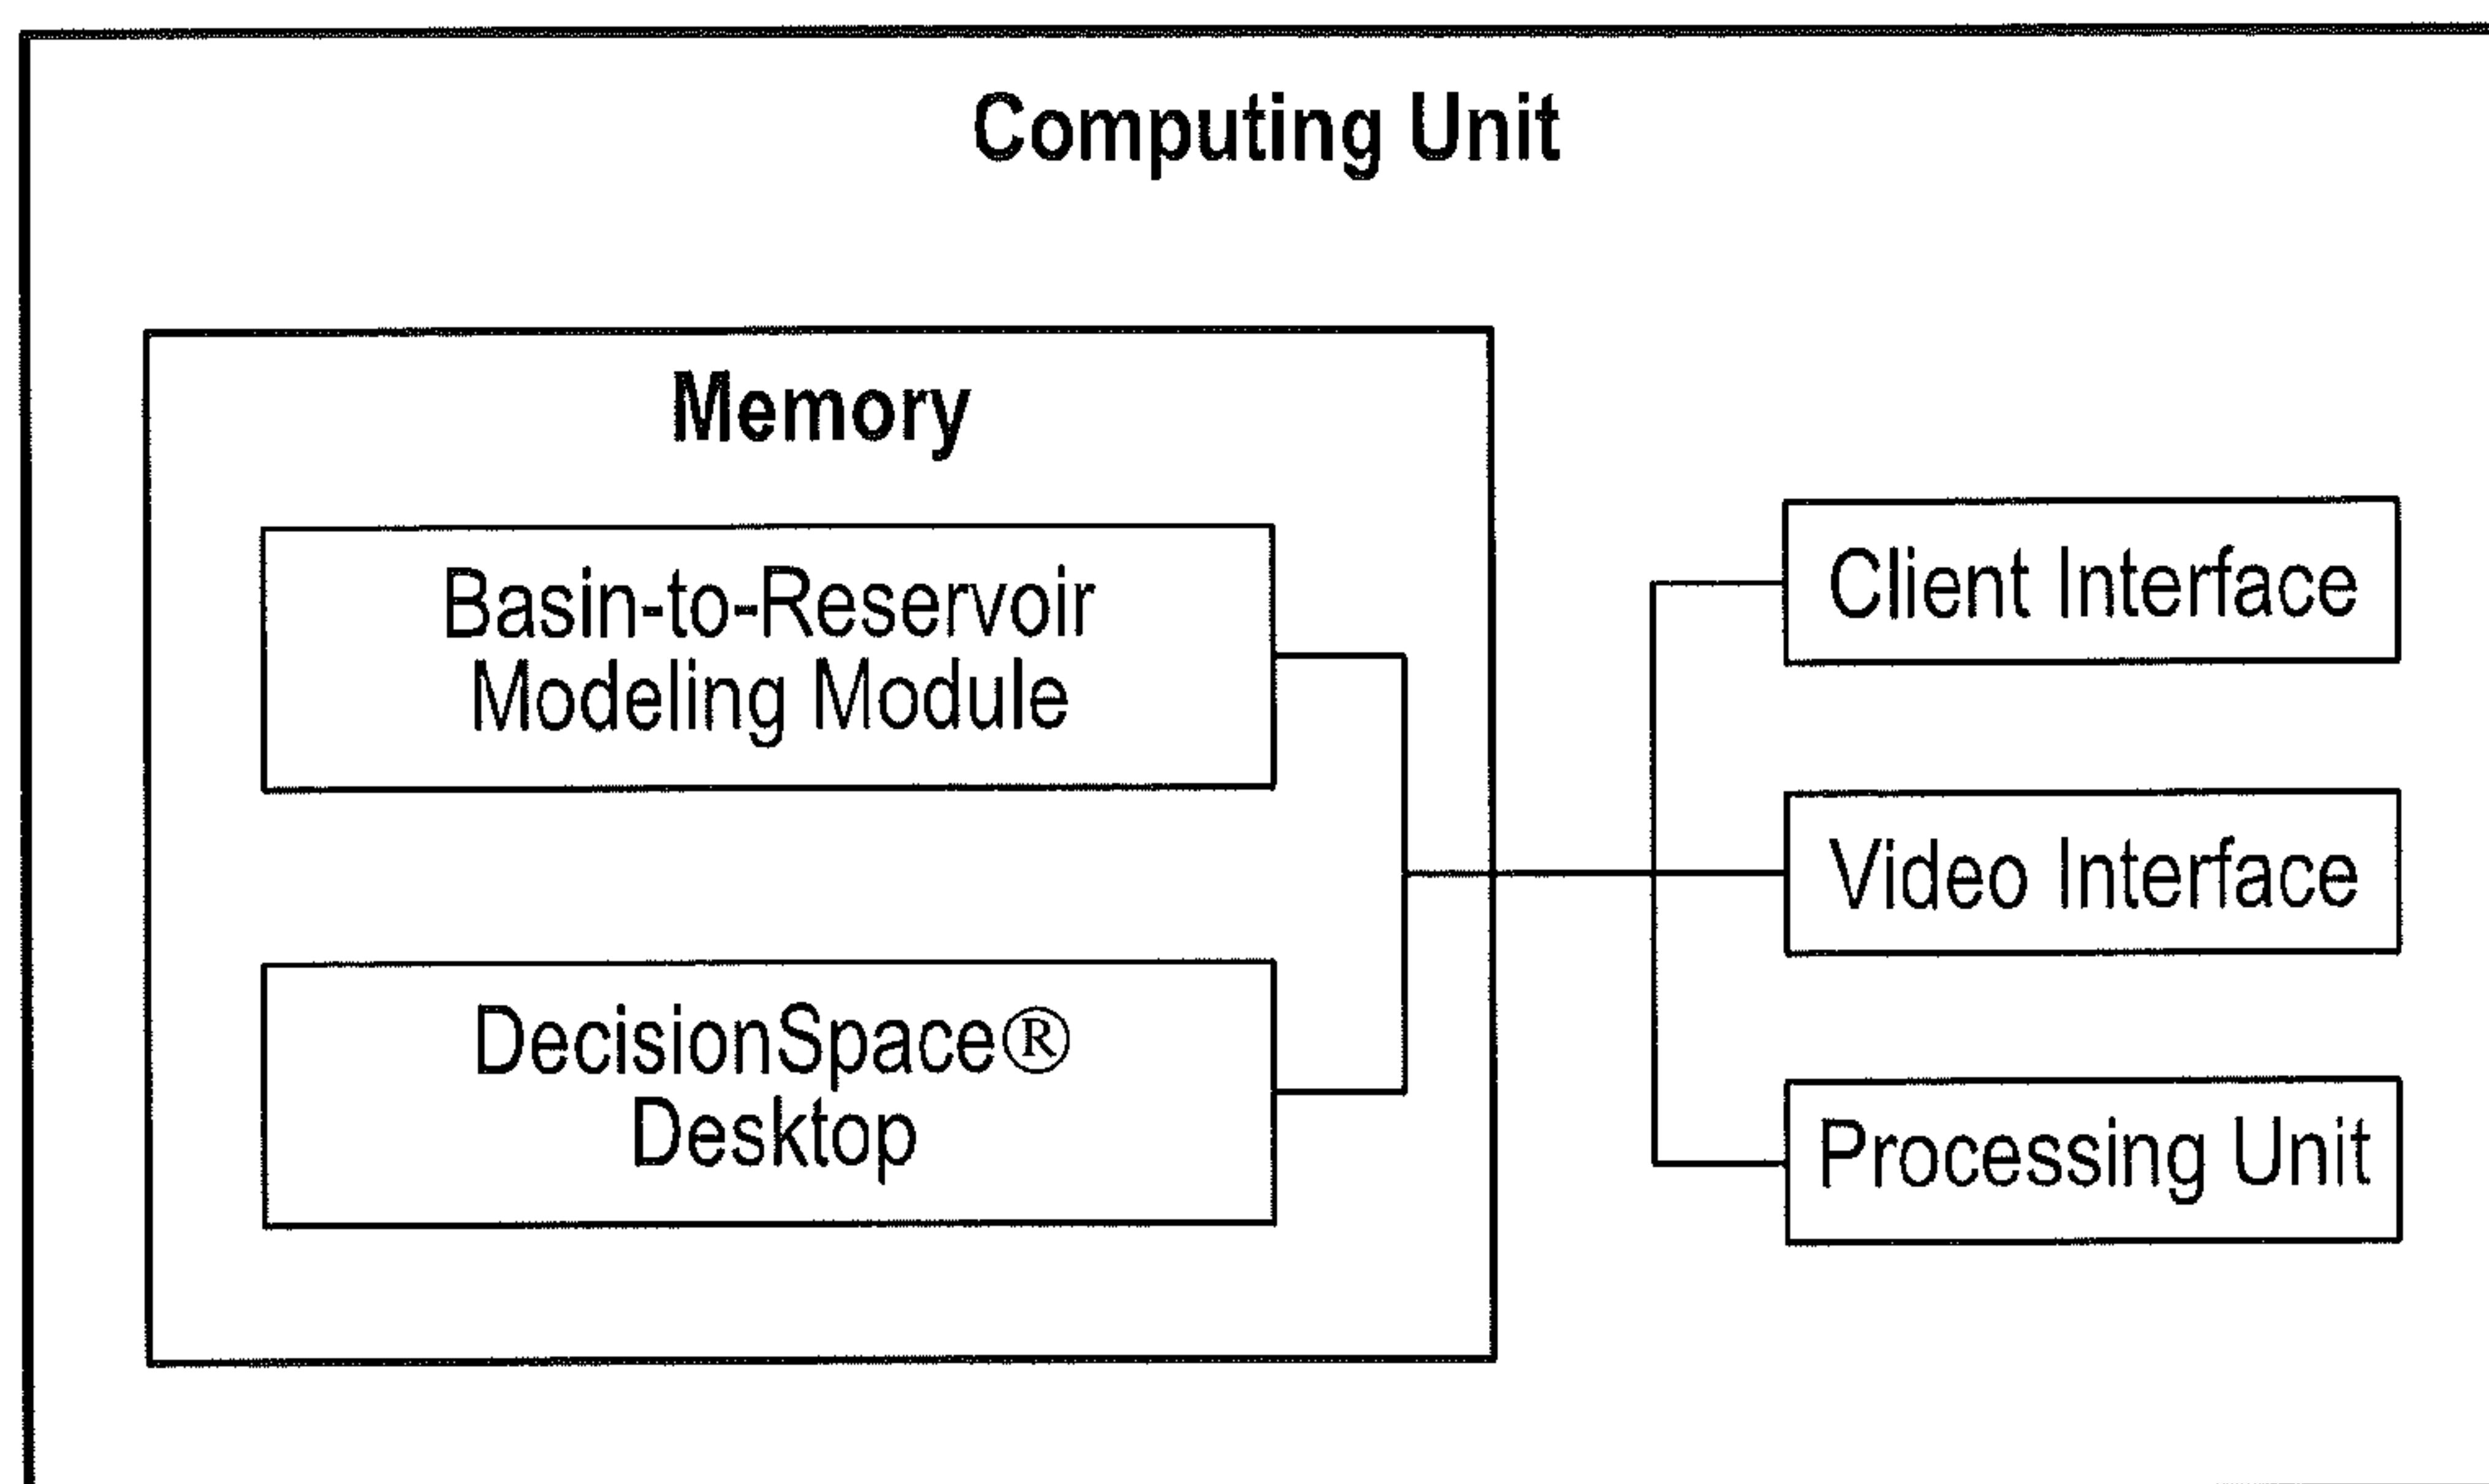 Computing Unit
Memory
Basin-to-Reservoir
Modeling Module
DecisionSpace®
Desktop
Client Interface
Video Interface
Processing Unit